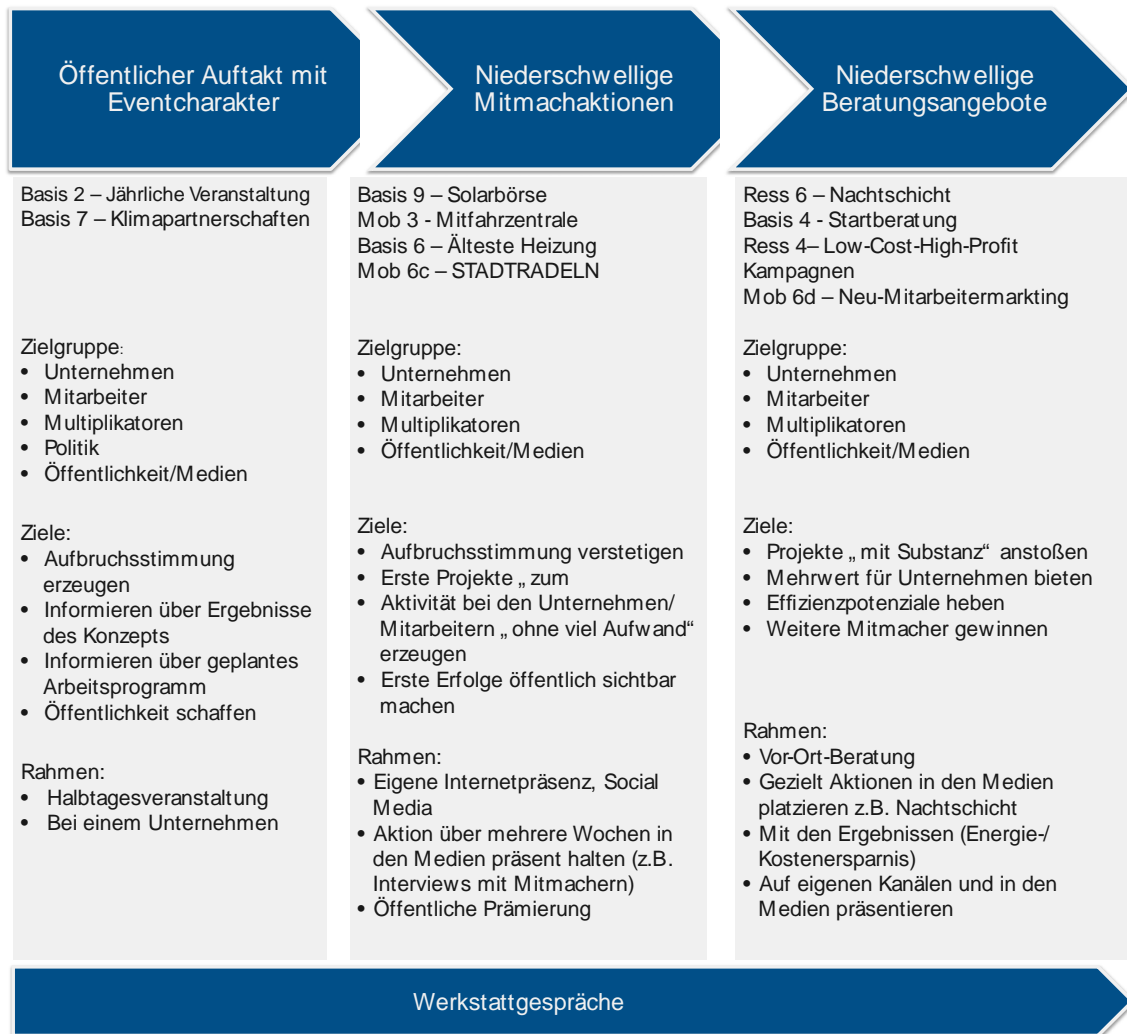 Öffentlicher Auftakt mit
Eventcharakter
Niederschwellige
Mitmachaktionen
Niederschwellige
Beratungsangebote
Basis 2 – Jährliche Veranstaltung
Basis 7 – Klimapartnerschaften
Zielgruppe:
• Unternehmen
• Mitarbeiter
• Multiplikatoren
• Politik
• Öffentlichkeit/Medien
Ziele:
• Aufbruchsstimmung
erzeugen
• Informieren über Ergebnisse
des Konzepts
• Informieren über geplantes
Arbeitsprogramm
• Öffentlichkeit schaffen
Rahmen:
• Halbtagesveranstaltung
• Bei einem Unternehmen
Basis 9 – Solarbörse
Mob 3 - Mitfahrzentrale
Basis 6 – Älteste Heizung
Mob 6c – STADTRADELN
Zielgruppe:
• Unternehmen
• Mitarbeiter
• Multiplikatoren
• Öffentlichkeit/Medien
Ziele:
• Aufbruchsstimmung verstetigen
• Erste Projekte „ zum
• Aktivität bei den Unternehmen/
Mitarbeitern „ ohne viel Aufwand“
erzeugen
• Erste Erfolge öffentlich sichtbar
machen
Rahmen:
• Eigene Internetpräsenz, Social
Media
• Aktion über mehrere Wochen in
den Medien präsent halten (z.B.
Interviews mit Mitmachern)
• Öffentliche Prämierung
Ress 6 – Nachtschicht
Basis 4 - Startberatung
Ress 4– Low-Cost-High-Profit
Kampagnen
Mob 6d – Neu-Mitarbeitermarkting
Zielgruppe:
• Unternehmen
• Mitarbeiter
• Multiplikatoren
• Öffentlichkeit/Medien
Ziele:
• Projekte „ mit Substanz“ anstoßen
• Mehrwert für Unternehmen bieten
• Effizienzpotenziale heben
• Weitere Mitmacher gewinnen
Rahmen:
• Vor-Ort-Beratung
• Gezielt Aktionen in den Medien
platzieren z.B. Nachtschicht
• Mit den Ergebnissen (Energie-/
Kostenersparnis)
• Auf eigenen Kanälen und in den
Medien präsentieren
Werkstattgespräche